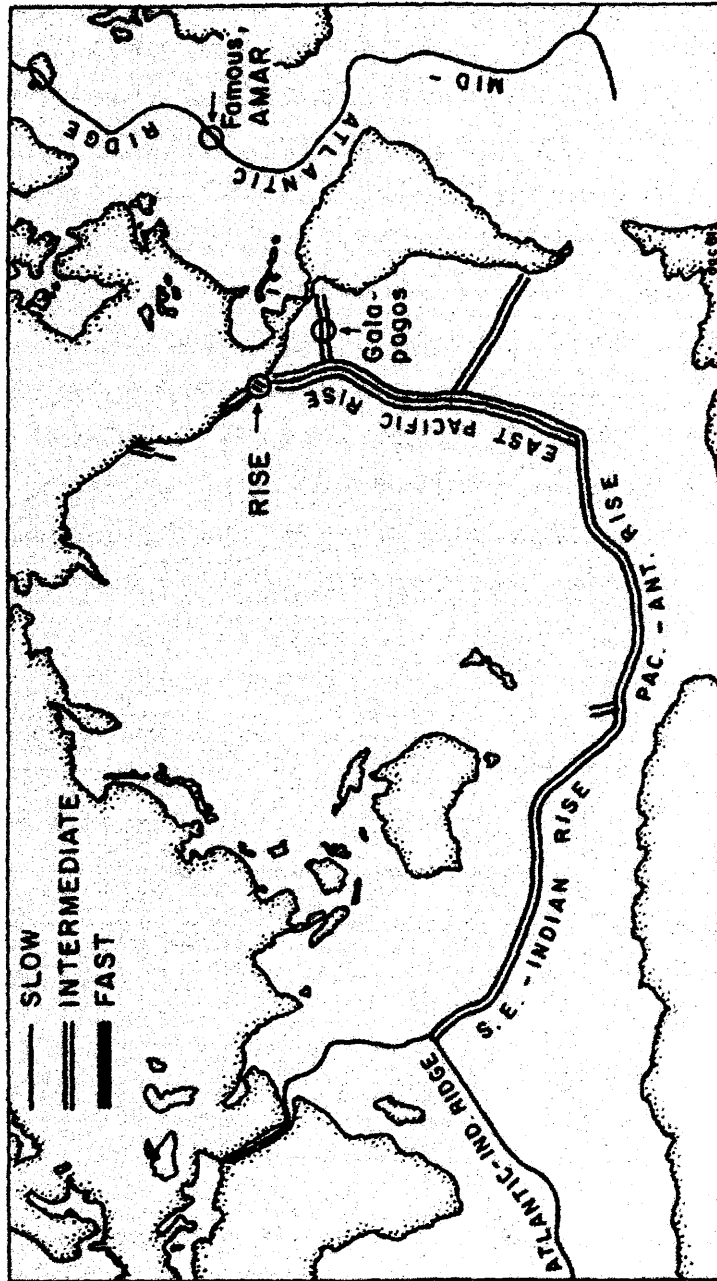 SLOW
INTERMEDIATE
FAST
RISE
Famous,
AMAR
Gala-
pagos
MID -
ATLANTIC
RIDGE
EAST PACIFIC RISE
PAC. - ANT. RISE
S. E. - INDIAN RISE
ATLANTIC-IND RIDGE